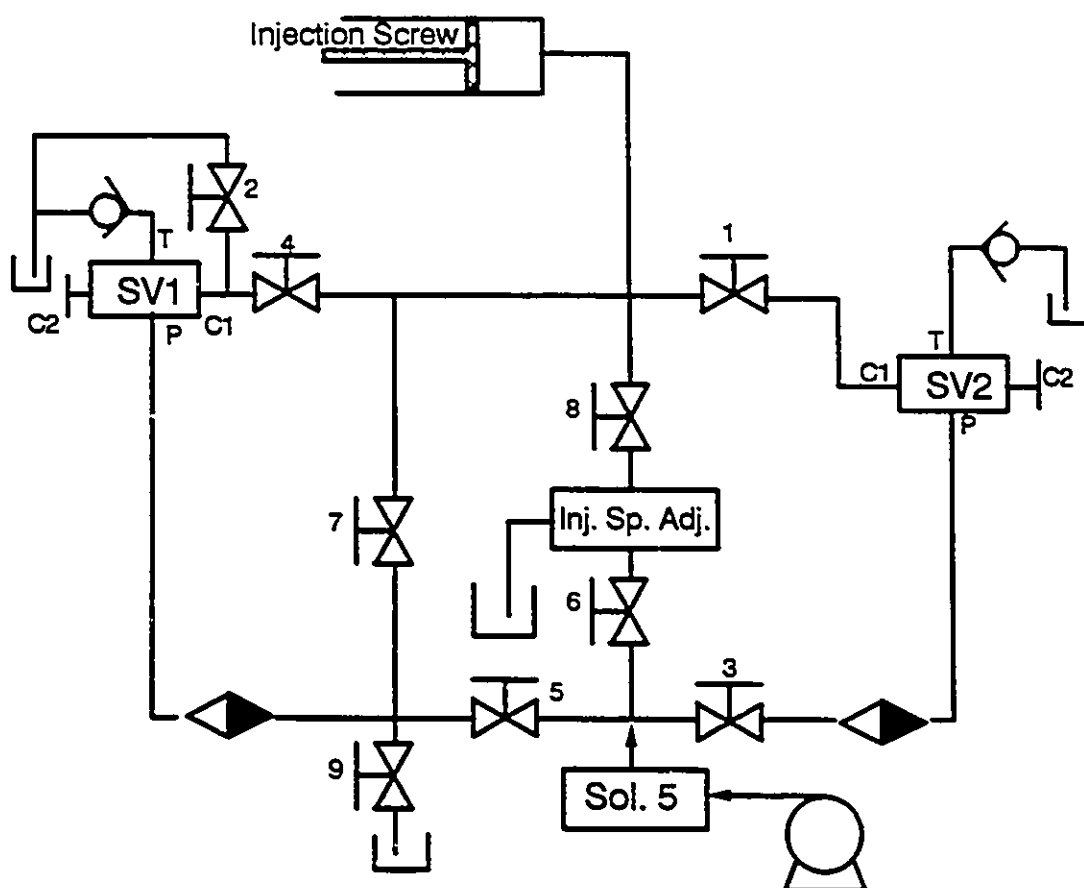 Injection Screw
2
T
4
1
SV1
C2
C1
P
T
C1
SV2
C2
P
8
7
Inj. Sp. Adj.
6
5
3
9
Sol. 5